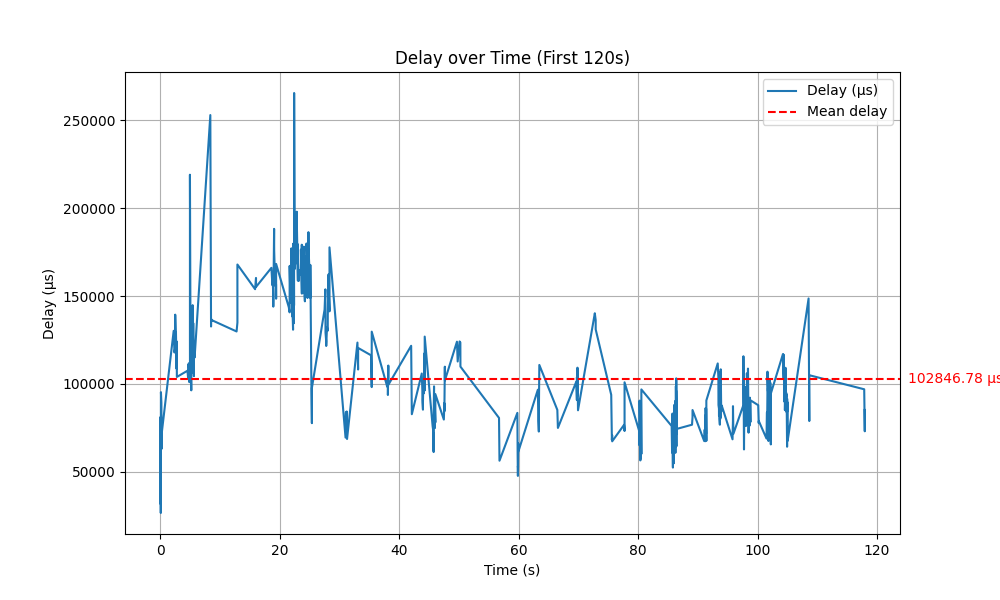 Delay over Time (First 120s)
Delay (µs)
Mean delay
250000
200000
150000
100000
50000
102846.78 µs
Delay (µs)
0 20 40 60 80 100 120
Time (s)